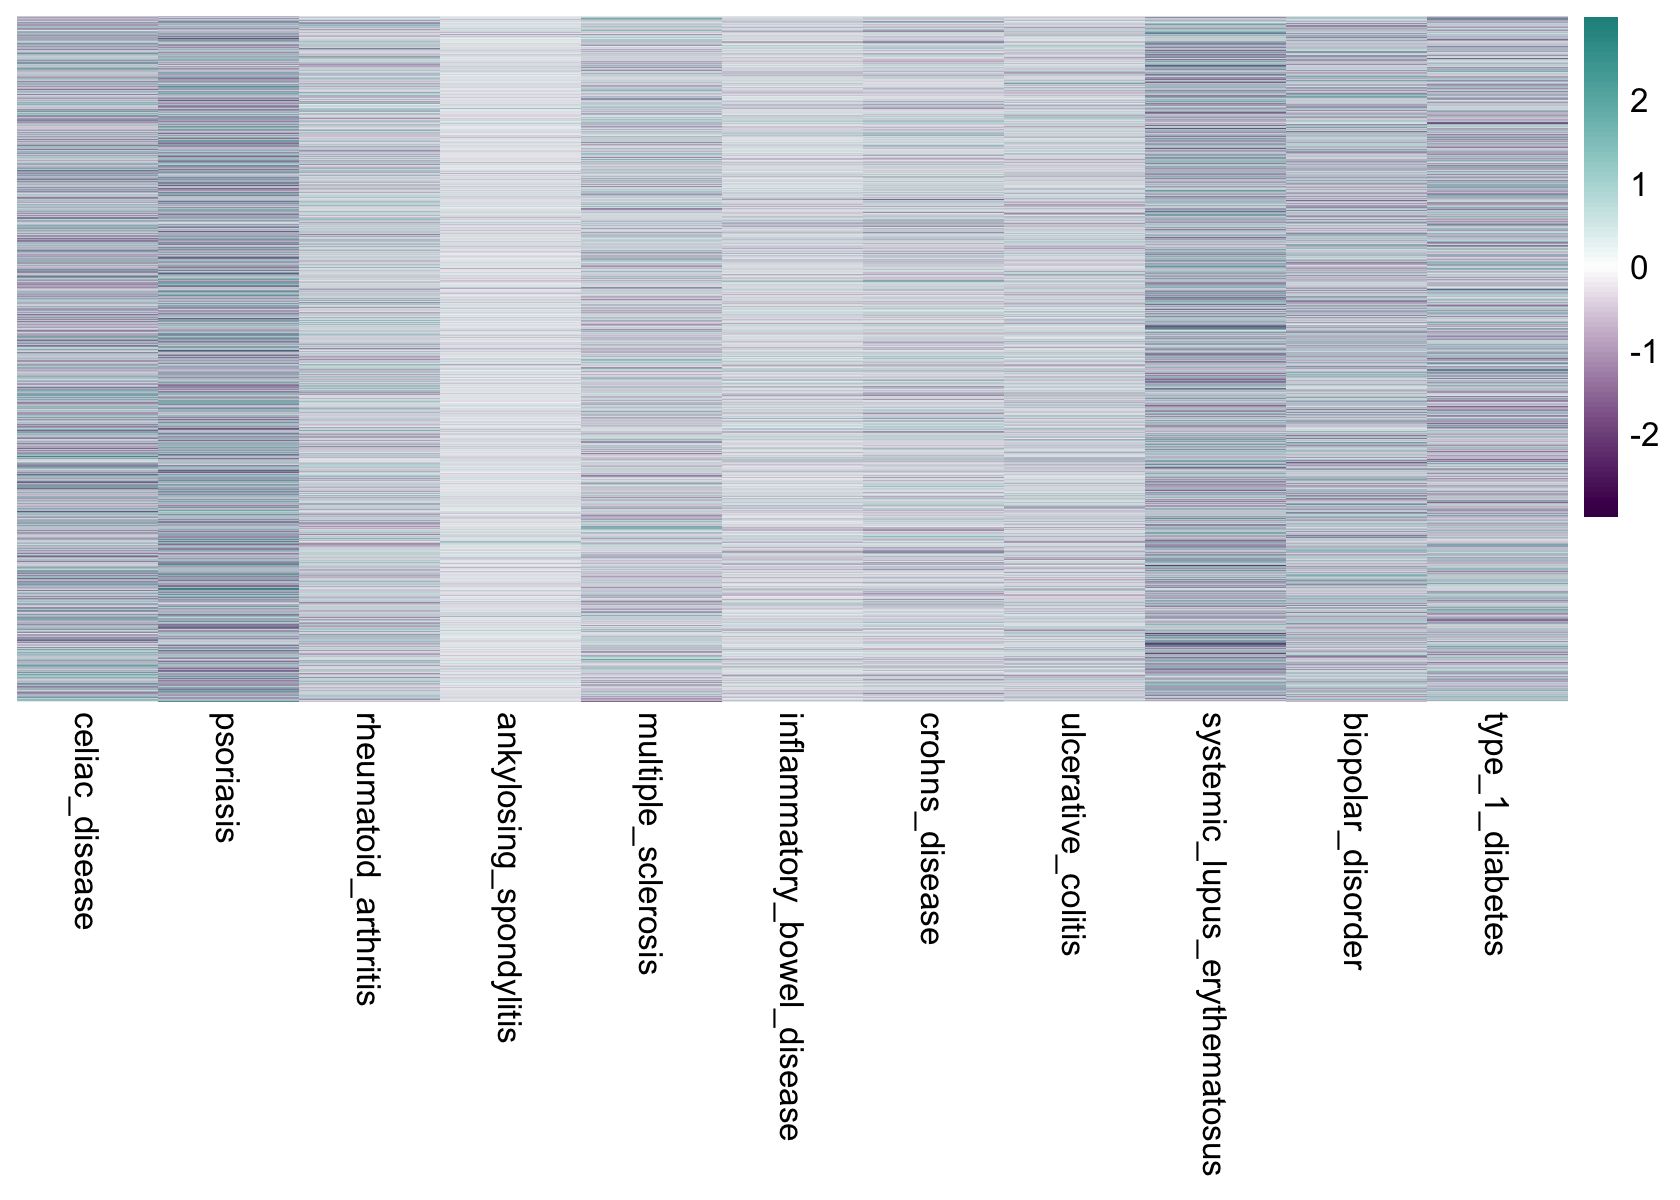 2
1
0
-1
-2
celiac_disease
psoriasis
rheumatoid_arthritis
ankylosing_spondylitis
multiple_sclerosis
inflammatory_bowel_disease
crohns_disease
ulcerative_colitis
systemic_lupus_erythematosus
biopolar_disorder
type_1_diabetes